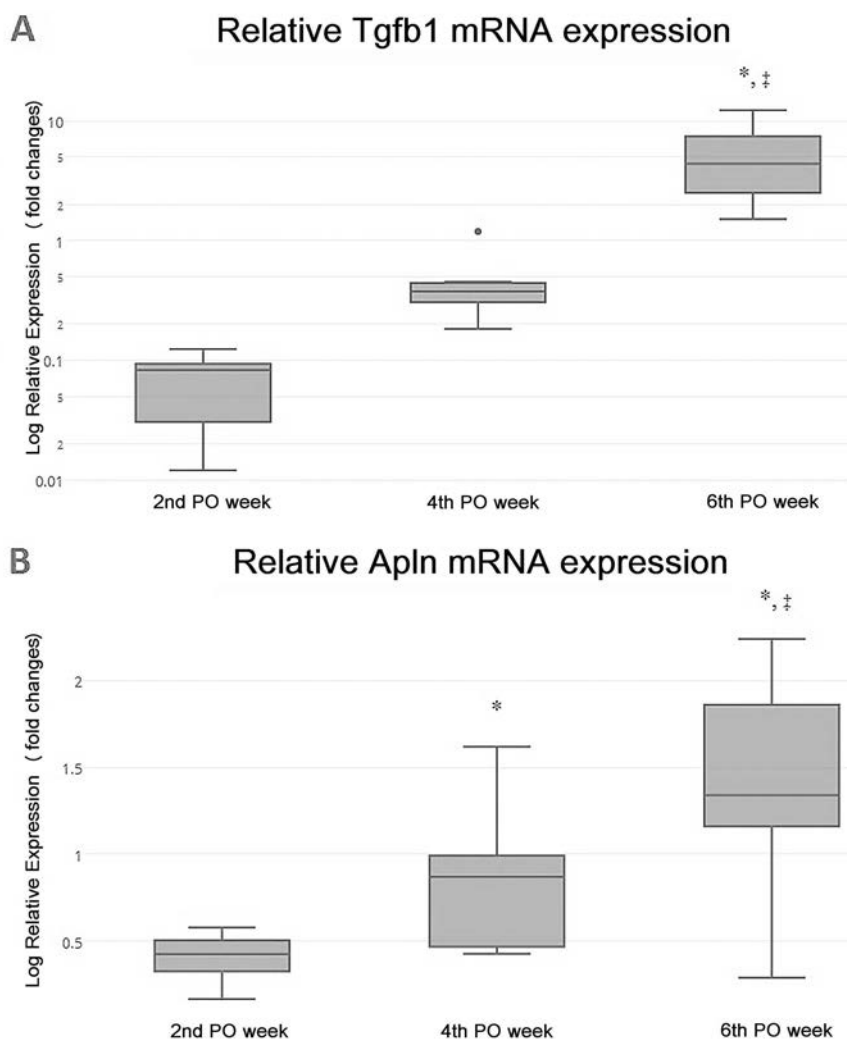 A
Relative Tgfb1 mRNA expression
*, ‡
Log Relative Expression ( fold changes)
10
5
2
1
5
2
0.1
5
2
0.01
2nd PO week
4th PO week
6th PO week
B
Relative Apln mRNA expression
*, ‡
*
Log Relative Expression ( fold changes)
2
1.5
1
0.5
2nd PO week
4th PO week
6th PO week